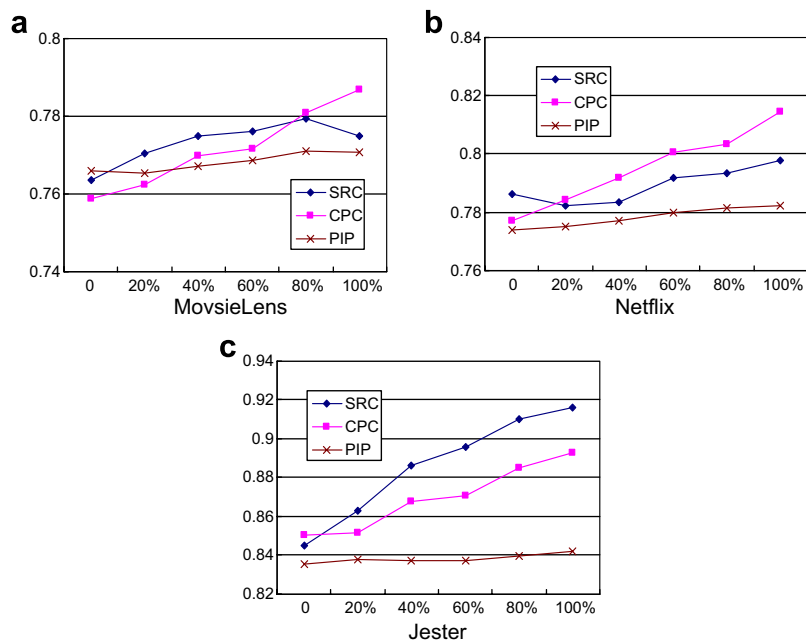 a
0.8
0.78
0.76
0.74
SRC
CPC
PIP
0 20% 40% 60% 80% 100%
MovsieLens
b
0.84
0.82
0.8
0.78
0.76
SRC
CPC
PIP
0 20% 40% 60% 80% 100%
Netflix
c
0.94
0.92
0.9
0.88
0.86
0.84
0.82
SRC
CPC
PIP
0 20% 40% 60% 80% 100%
Jester